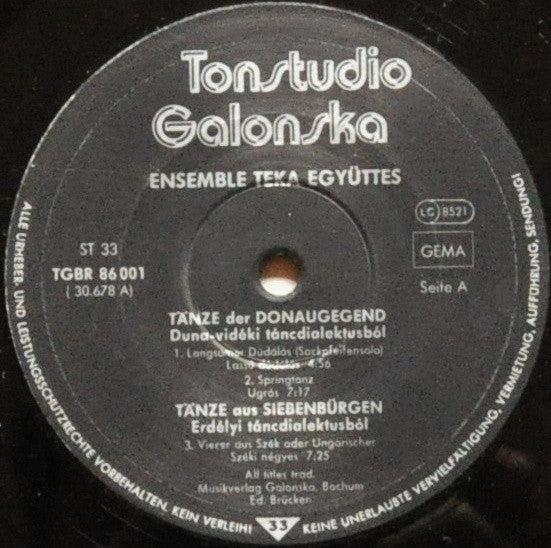 Tonstudio
Galonska
ENSEMBLE TEKA EGYÜTTES
LC 8521
ST 33
TGBR 86 001
( 30.678 A)
GEMA
Seite A
TÄNZE der DONAUGEGEND
Duna-vidéki táncdialektusból
1. Langsamer Dúdálás (Sackpfeifensolo)
Lassú dúdálás 4:56
2. Springtanz
Ugrós 7:17
TÄNZE aus SIEBENBÜRGEN
Erdélyi táncdialektusból
3. Vierer aus Szék oder Ungarischer
Széki négyes 7:25
All titles trad.
Musikverlag Galonska, Bochum
Ed. Brücken
33
ALLE URHEBER- UND LEISTUNGSSCHUTZRECHTE VORBEHALTEN. KEIN VERLEIH! KEINE UNERLAUBTE VERVIELFÄLTIGUNG, VERMIETUNG, AUFFÜHRUNG, SENDUNG!